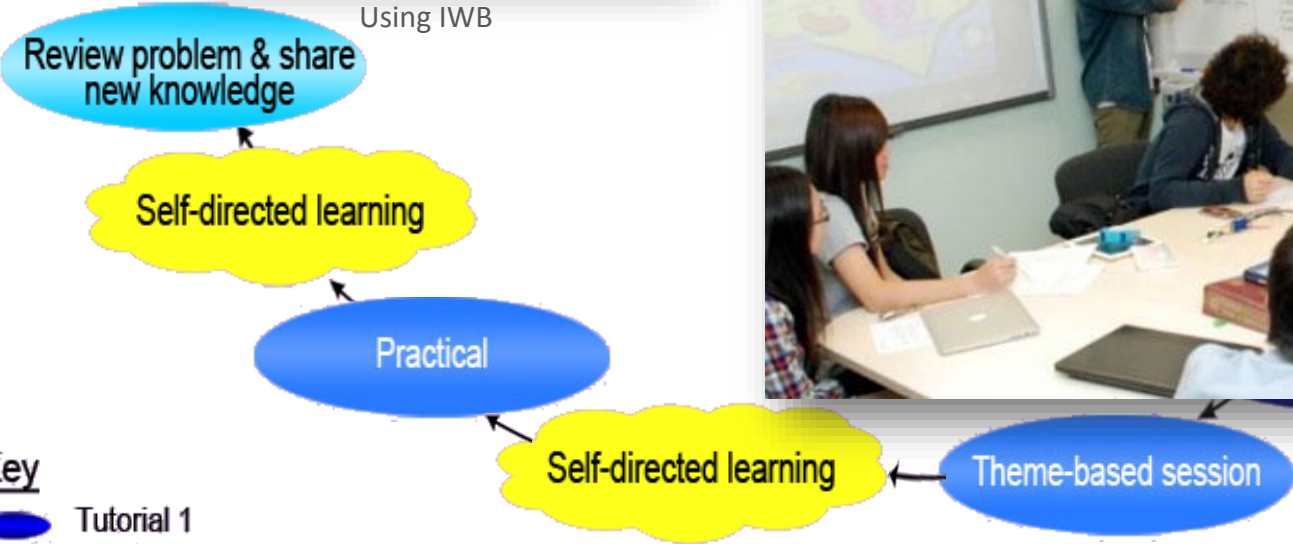 Using IWB
Review problem & share
new knowledge
Self-directed learning
Practical
Self-directed learning
Theme-based session
Key
Tutorial 1